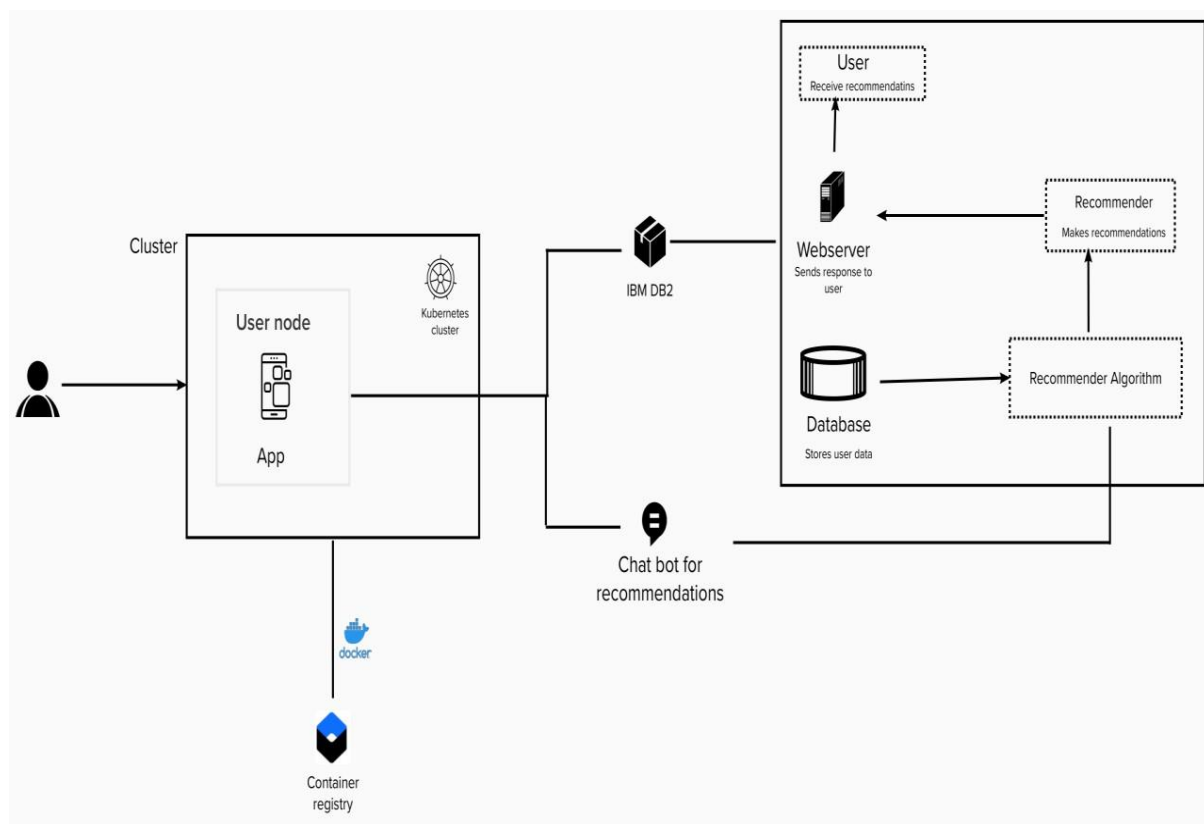 User
Receive recommendatins
Recommender
Makes recommendations
Webserver
Sends response to
user
Cluster
Kubernetes
cluster
IBM DB2
User node
App
Database
Stores user data
Recommender Algorithm
Chat bot for
recommendations
docker
Container
registry